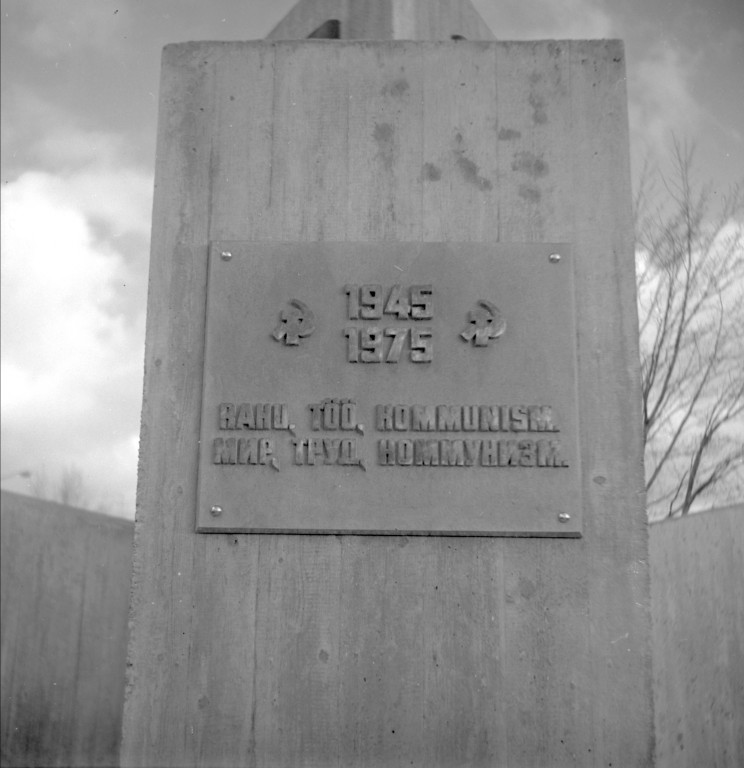 1945
1975
RAHU, TÖÖ, KOMMUNISM.
МИР, ТРУД, КОММУНИЗМ.